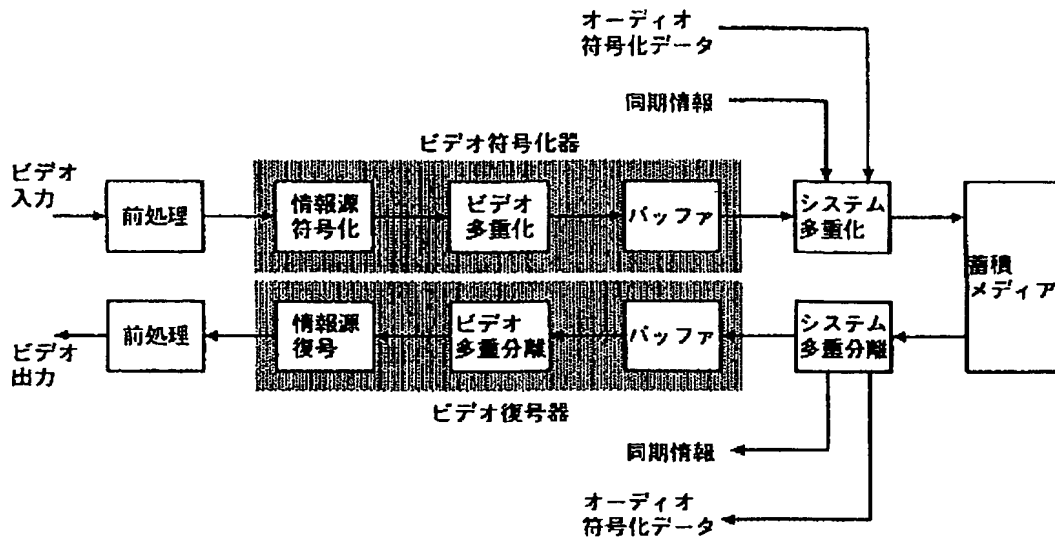 オーディオ
符号化データ
同期情報
ビデオ符号化器
ビデオ
入力
前処理
情報源
符号化
ビデオ
多重化
バッファ
システム
多重化
蓄積
メディア
ビデオ
出力
前処理
情報源
復号
ビデオ
多重分離
バッファ
システム
多重分離
ビデオ復号器
同期情報
オーディオ
符号化データ